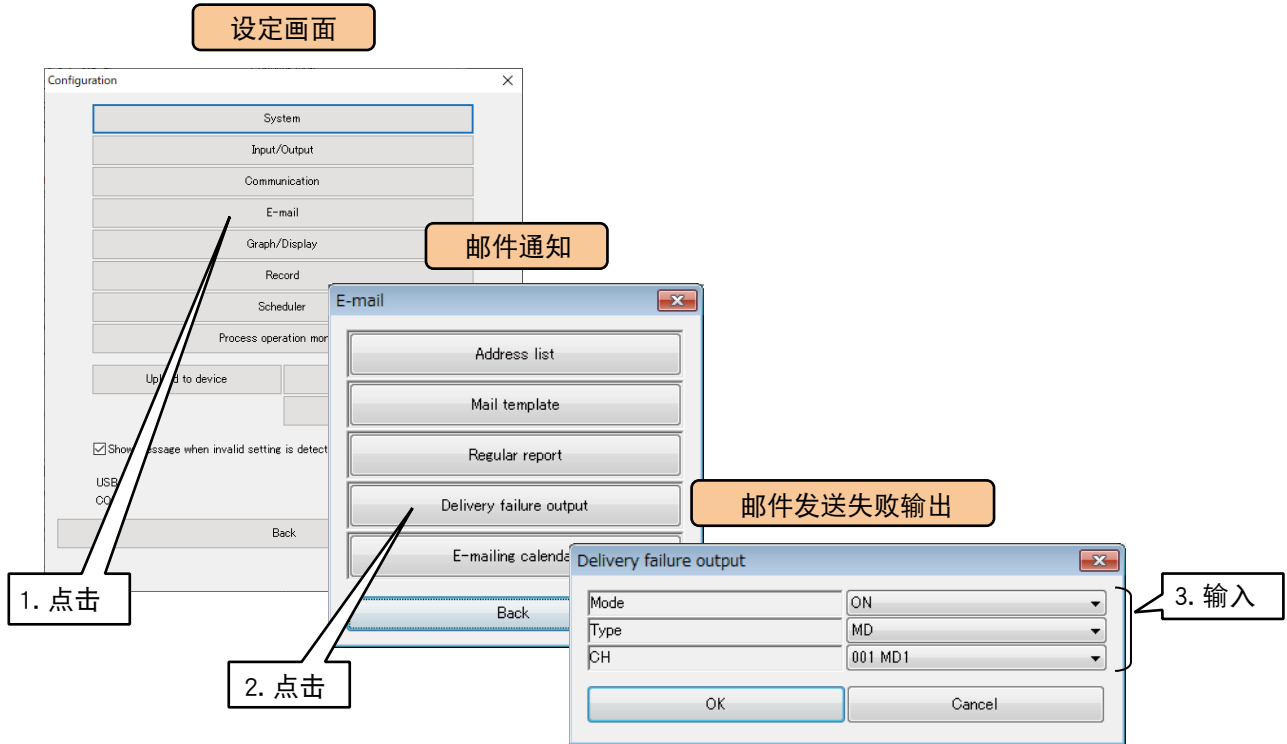 设定画面
Configuration
System
Input/Output
Communication
E-mail
Graph/Display
Record
Scheduler
Process operation mon
Upload to device
Show message when invalid setting is detect
USB
CO
Back
1. 点击
邮件通知
E-mail
Address list
Mail template
Regular report
Delivery failure output
E-mailing calenda
Back
2. 点击
邮件发送失败输出
Delivery failure output
Mode ON
Type MD
CH 001 MD1
OK Cancel
3. 输入